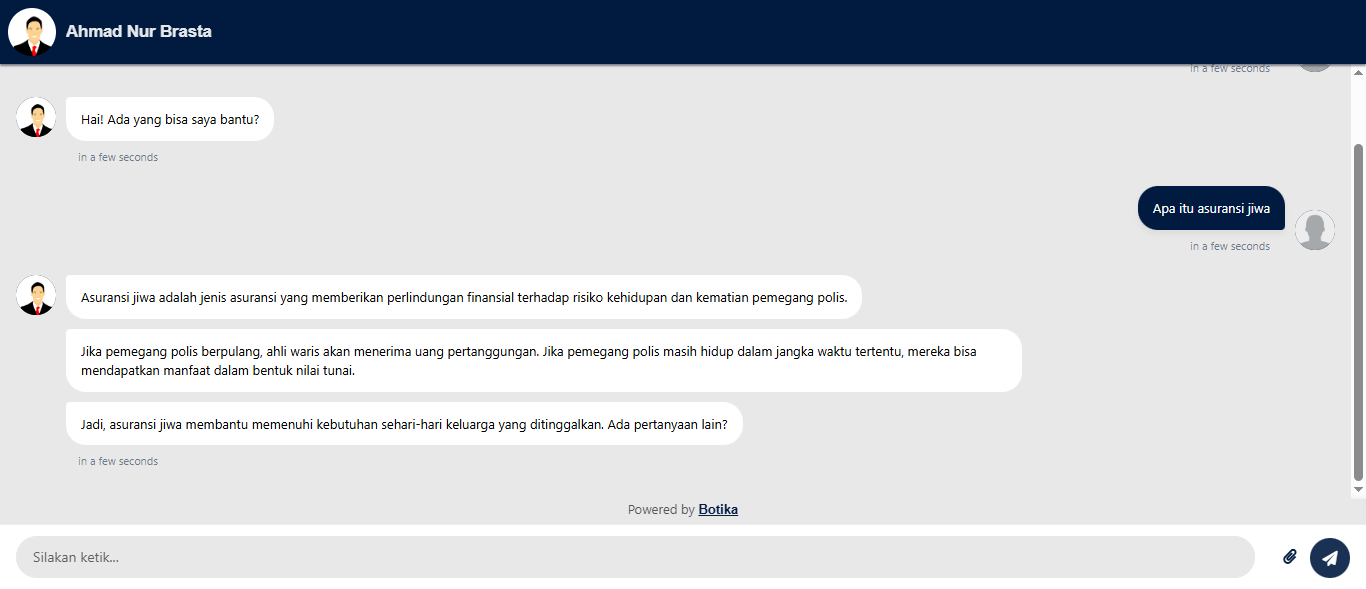 Ahmad Nur Brasta
in a few seconds
Hai! Ada yang bisa saya bantu?
in a few seconds
Apa itu asuransi jiwa
in a few seconds
Asuransi jiwa adalah jenis asuransi yang memberikan perlindungan finansial terhadap risiko kehidupan dan kematian pemegang polis.
Jika pemegang polis berpulang, ahli waris akan menerima uang pertanggungan. Jika pemegang polis masih hidup dalam jangka waktu tertentu, mereka bisa
mendapatkan manfaat dalam bentuk nilai tunai.
Jadi, asuransi jiwa membantu memenuhi kebutuhan sehari-hari keluarga yang ditinggalkan. Ada pertanyaan lain?
in a few seconds
Powered by Botika
Silakan ketik...